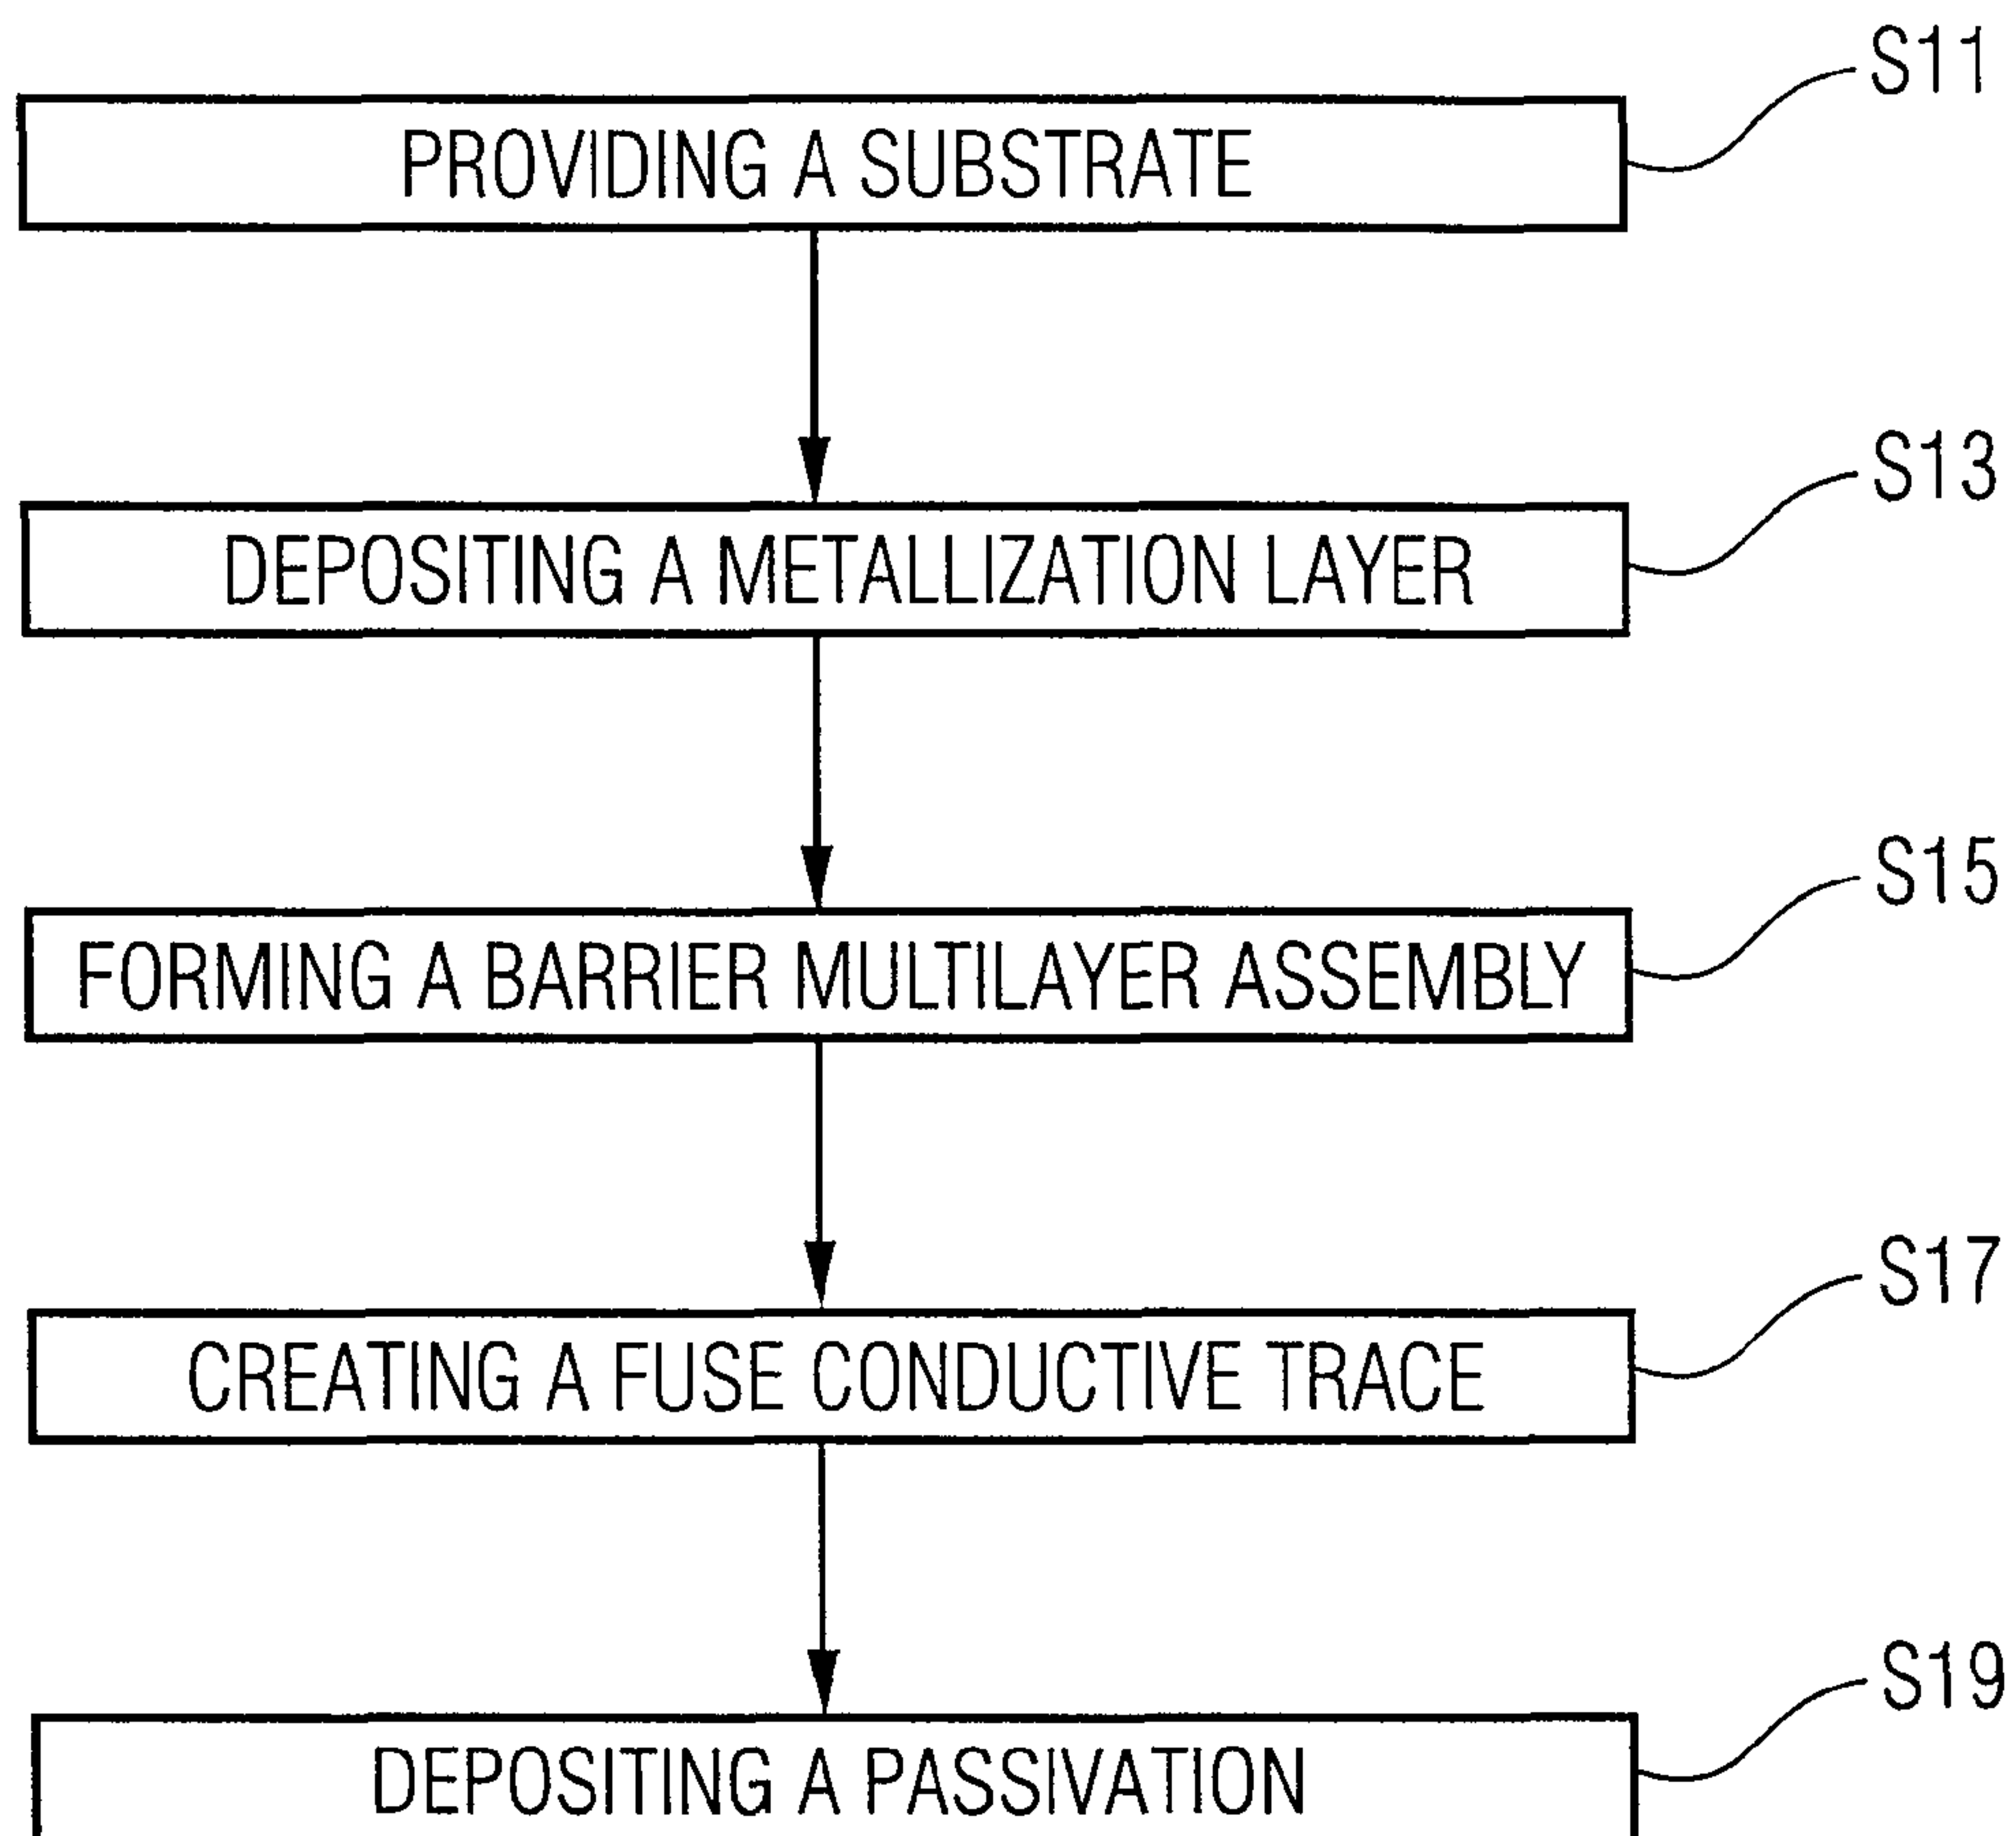 S11
PROVIDING A SUBSTRATE
S13
DEPOSITING A METALLIZATION LAYER
S15
FORMING A BARRIER MULTILAYER ASSEMBLY
S17
CREATING A FUSE CONDUCTIVE TRACE
S19
DEPOSITING A PASSIVATION